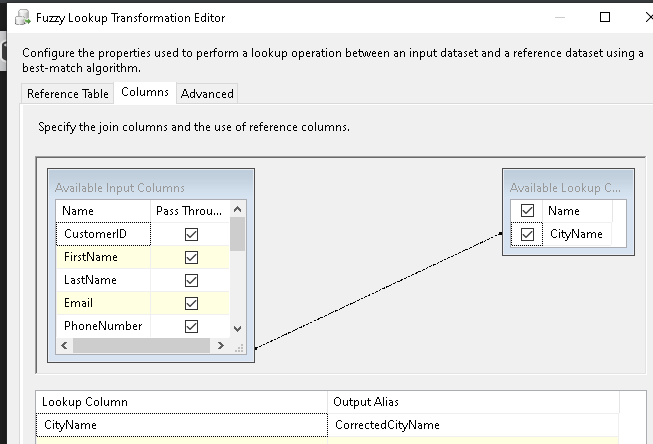 Fuzzy Lookup Transformation Editor
Configure the properties used to perform a lookup operation between an input dataset and a reference dataset using a
best-match algorithm.
Reference Table Columns Advanced
Specify the join columns and the use of reference columns.
Available Input Columns
Name Pass Throu...
CustomerID
FirstName
LastName
Email
PhoneNumber
Available Lookup C...
Name
CityName
Lookup Column Output Alias
CityName CorrectedCityName